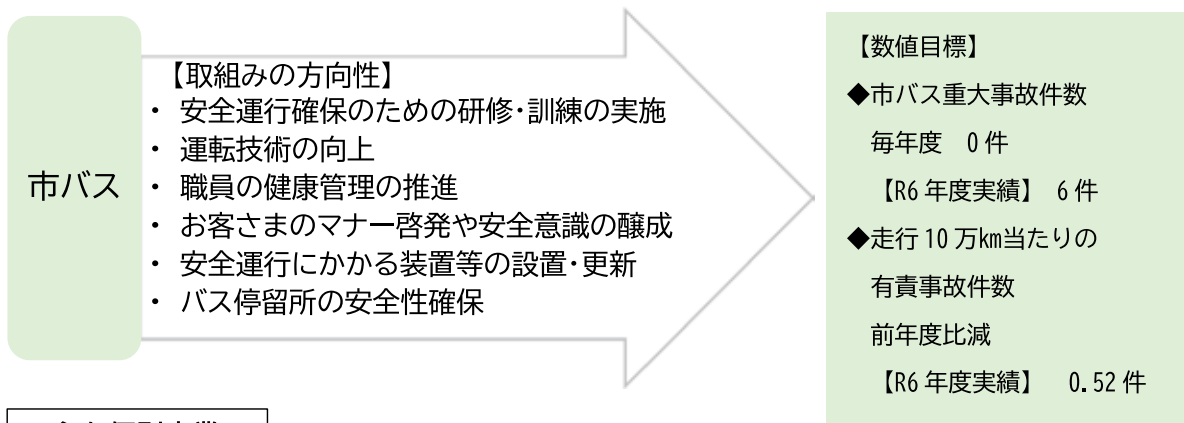 市バス
【取組みの方向性】
・ 安全運行確保のための研修・訓練の実施
・ 運転技術の向上
・ 職員の健康管理の推進
・ お客さまのマナー啓発や安全意識の醸成
・ 安全運行にかかる装置等の設置・更新
・ バス停留所の安全性確保
【数値目標】
◆市バス重大事故件数
毎年度 0件
【R6年度実績】 6件
◆走行10万km当たりの
有責事故件数
前年度比減
【R6年度実績】 0.52件